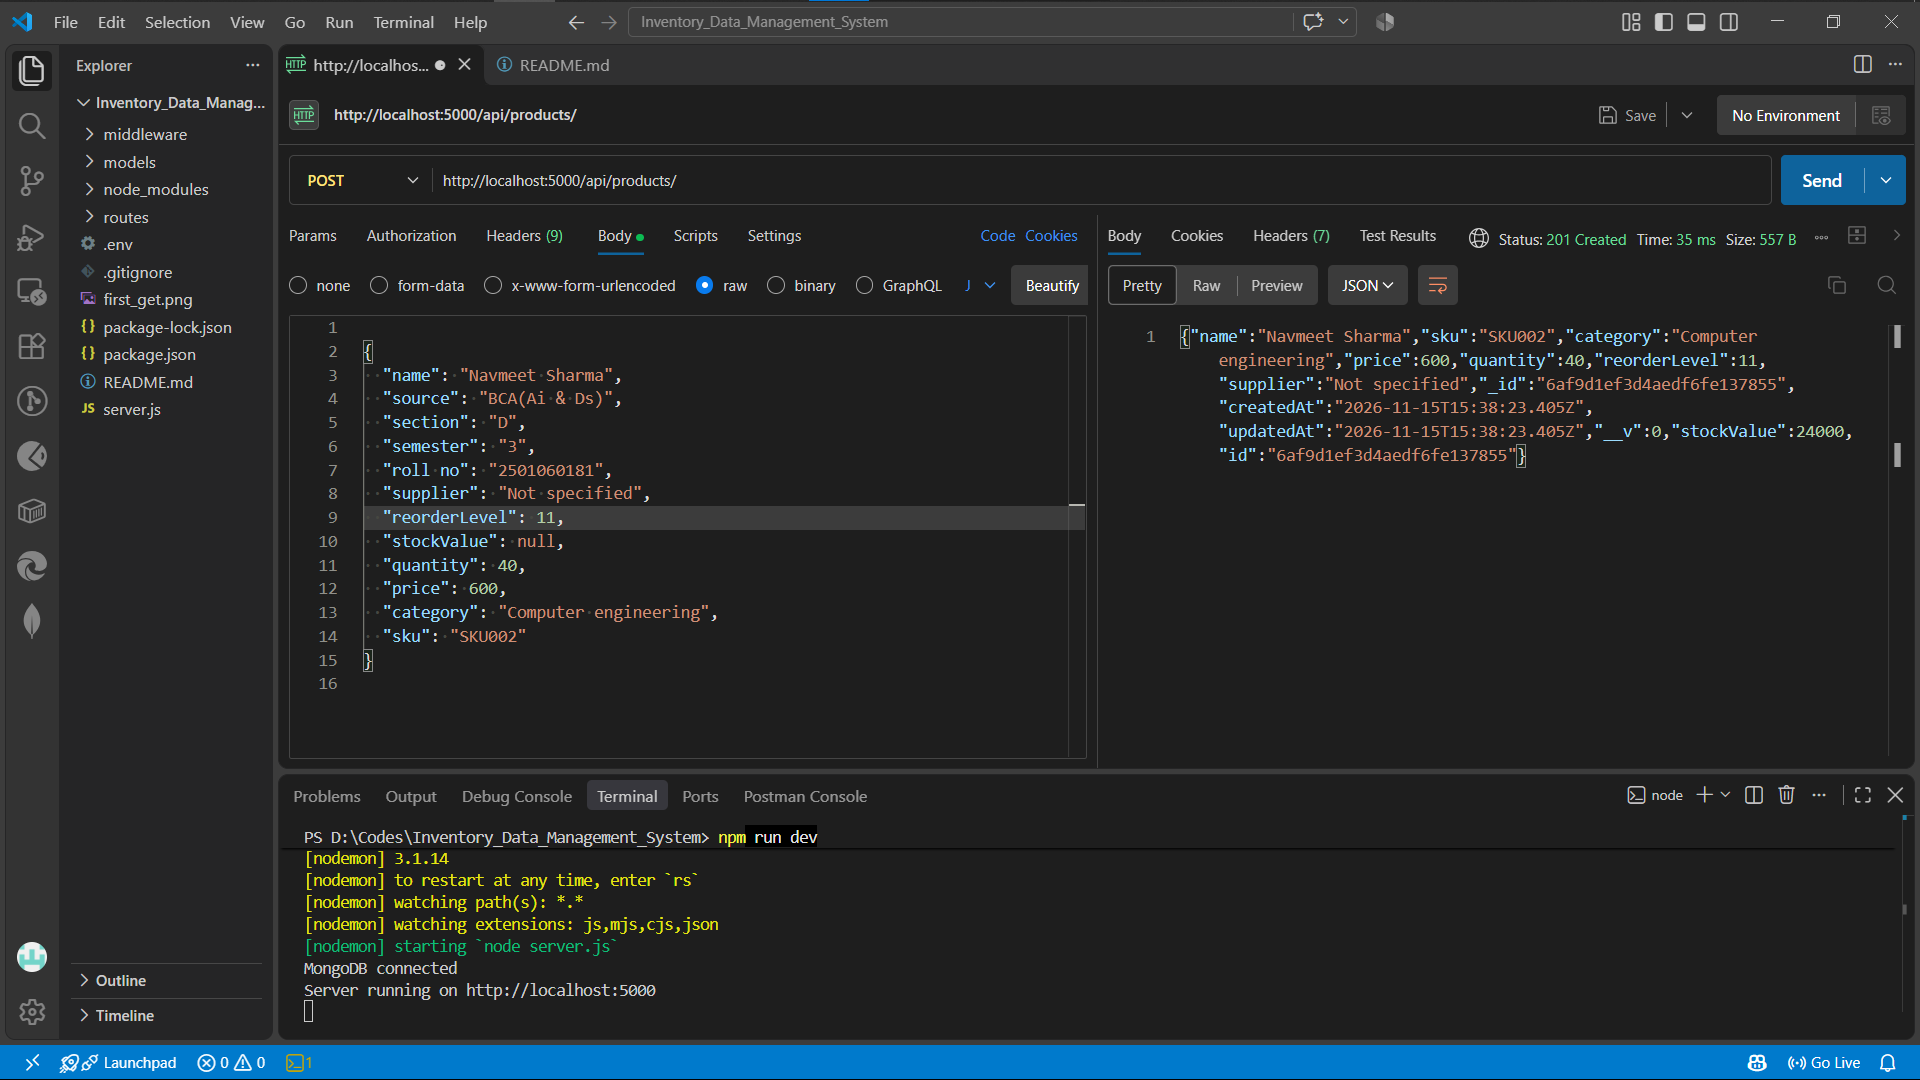 File Edit Selection View Go Run Terminal Help
Inventory_Data_Management_System
Explorer
Inventory_Data_Manag...
middleware
models
node_modules
routes
.env
.gitignore
first_get.png
{} package-lock.json
{} package.json
README.md
JS server.js
Outline
Timeline
HTTP http://localhos...
README.md
HTTP http://localhost:5000/api/products/
Save
No Environment
POST http://localhost:5000/api/products/
Send
Params Authorization Headers (9) Body Scripts Settings Code Cookies
none form-data x-www-form-urlencoded raw binary GraphQL J Beautify
1
2 {
3 "name": "Navmeet Sharma",
4 "source": "BCA(Ai & Ds)",
5 "section": "D",
6 "semester": "3",
7 "roll no": "2501060181",
8 "supplier": "Not specified",
9 "reorderLevel": 11,
10 "stockValue": null,
11 "quantity": 40,
12 "price": 600,
13 "category": "Computer engineering",
14 "sku": "SKU002"
15 }
16
Body Cookies Headers (7) Test Results Status: 201 Created Time: 35 ms Size: 557 B
Pretty Raw Preview JSON
1 {"name":"Navmeet Sharma","sku":"SKU002","category":"Computer
engineering","price":600,"quantity":40,"reorderLevel":11,
"supplier":"Not specified","_id":"6af9d1ef3d4aedf6fe137855",
"createdAt":"2026-11-15T15:38:23.405Z",
"updatedAt":"2026-11-15T15:38:23.405Z","__v":0,"stockValue":24000,
"id":"6af9d1ef3d4aedf6fe137855"}
Problems Output Debug Console Terminal Ports Postman Console
node
PS D:\Codes\Inventory_Data_Management_System> npm run dev
[nodemon] 3.1.14
[nodemon] to restart at any time, enter `rs`
[nodemon] watching path(s): *.*
[nodemon] watching extensions: js,mjs,cjs,json
[nodemon] starting `node server.js`
MongoDB connected
Server running on http://localhost:5000
Launchpad 0 0 1 Go Live